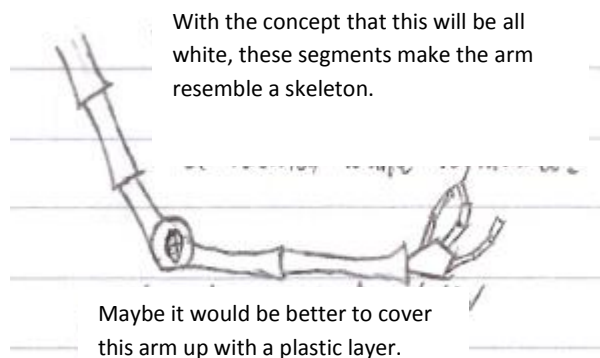 With the concept that this will be all
white, these segments make the arm
resemble a skeleton.
Maybe it would be better to cover
this arm up with a plastic layer.